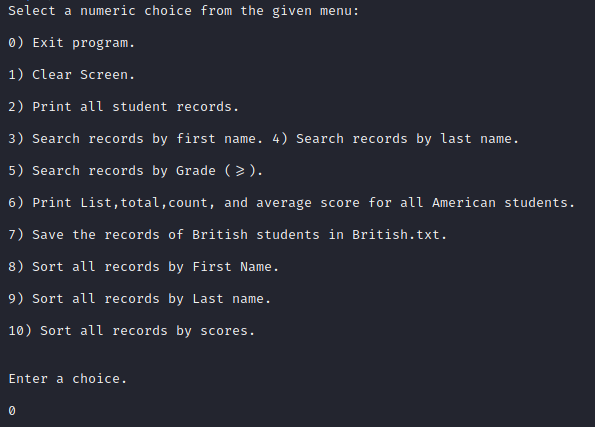 Select a numeric choice from the given menu:
0) Exit program.
1) Clear Screen.
2) Print all student records.
3) Search records by first name. 4) Search records by last name.
5) Search records by Grade (⩾).
6) Print List,total,count, and average score for all American students.
7) Save the records of British students in British.txt.
8) Sort all records by First Name.
9) Sort all records by Last name.
10) Sort all records by scores.
Enter a choice.
0